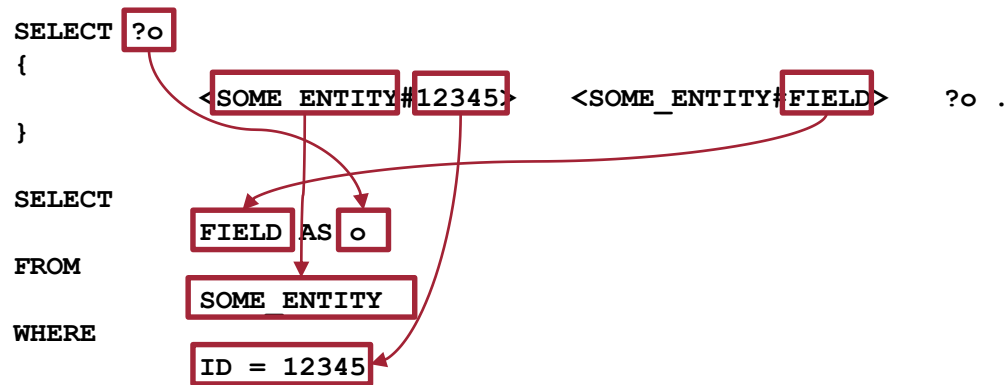 SELECT ?o
{
<SOME_ENTITY#12345> <SOME_ENTITY#FIELD> ?o .
}
SELECT
FIELD AS o
FROM
SOME_ENTITY
WHERE
ID = 12345